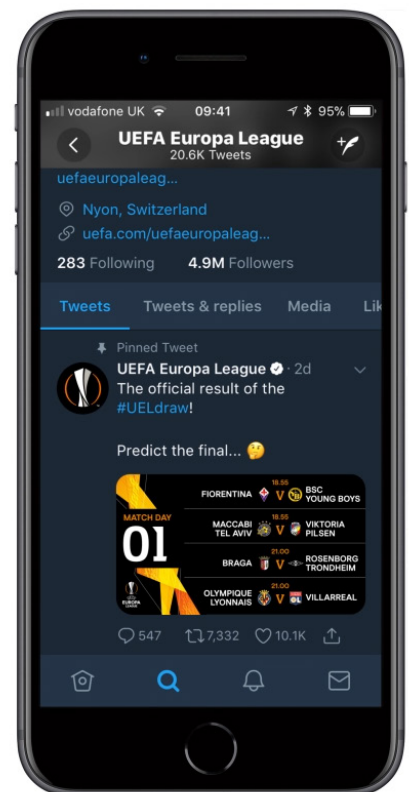 vodafone UK 09:41 95%
UEFA Europa League
20.6K Tweets
uefaeuropaleag...
Nyon, Switzerland
uefa.com/uefaeuropaleag...
283 Following 4.9M Followers
Tweets Tweets & replies Media Lik
Pinned Tweet
UEFA Europa League · 2d
The official result of the
#UELdraw!
Predict the final... 🤔
MATCH DAY
01
EUROPA
18.55
FIORENTINA V BSC
YOUNG BOYS
18.55
MACCABI
TEL AVIV V VIKTORIA
PILSEN
21.00
BRAGA V ROSENBORG
TRONDHEIM
21.00
OLYMPIQUE
LYONNAIS V VILLARREAL
547 7,332 10.1K